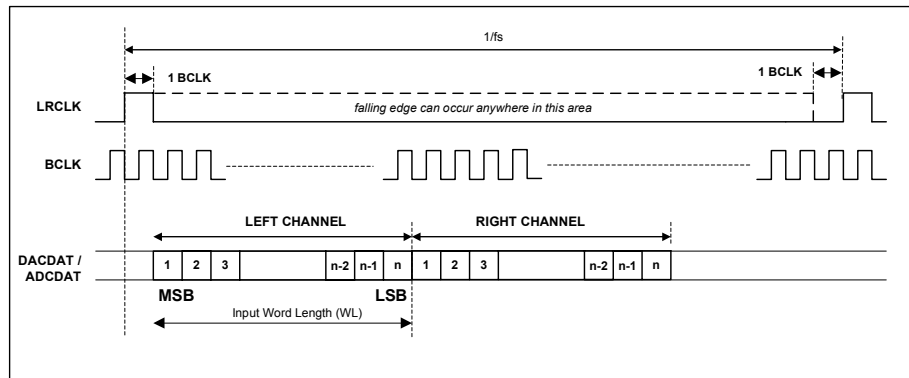 1/fs
1 BCLK
1 BCLK
LRCLK
falling edge can occur anywhere in this area
BCLK
LEFT CHANNEL
RIGHT CHANNEL
DACDAT /
ADCDAT
1 2 3 n-2 n-1 n 1 2 3 n-2 n-1 n
MSB LSB
Input Word Length (WL)